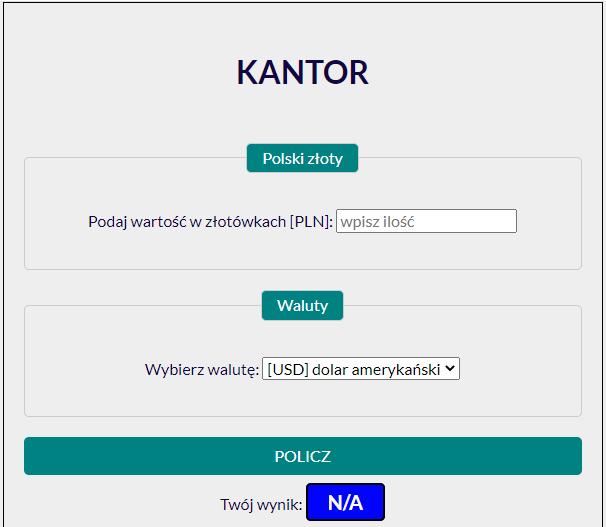 KANTOR
Polski złoty
Podaj wartość w złotówkach [PLN]: wpisz ilość
Waluty
Wybierz walutę: [USD] dolar amerykański
POLICZ
Twój wynik: N/A